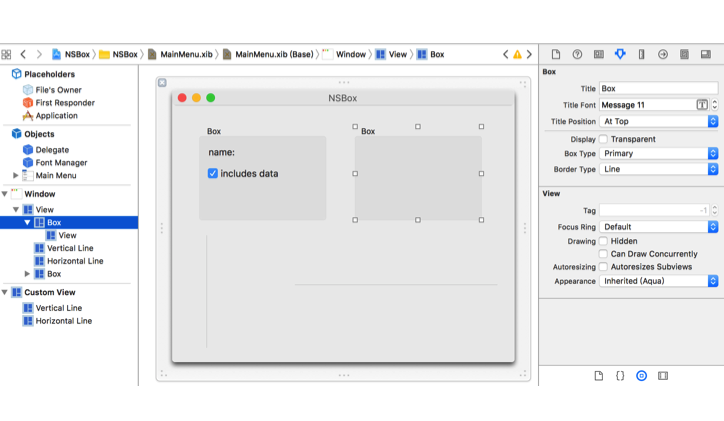 NSBox
NSBox
MainMenu.xib
MainMenu.xib (Base)
Window
View
Box
Placeholders
File's Owner
First Responder
Application
Objects
Delegate
Font Manager
Main Menu
Window
View
Box
View
Vertical Line
Horizontal Line
Box
Custom View
Vertical Line
Horizontal Line
NSBox
Box
name:
includes data
Box
Box
Title Box
Title Font Message 11
Title Position At Top
Display Transparent
Box Type Primary
Border Type Line
View
Tag -1
Focus Ring Default
Drawing Hidden
Can Draw Concurrently
Autoresizing Autoresizes Subviews
Appearance Inherited (Aqua)